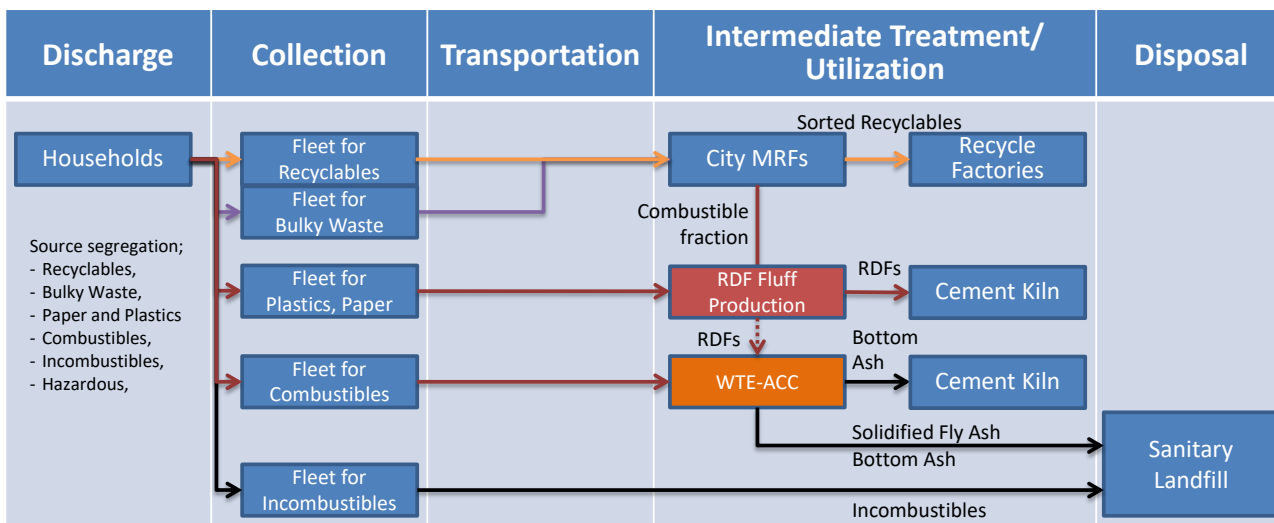 Discharge
Collection
Transportation
Intermediate Treatment/
Utilization
Disposal
Households
Source segregation;
- Recyclables,
- Bulky Waste,
- Paper and Plastics
- Combustibles,
- Incombustibles,
- Hazardous,
Fleet for
Recyclables
Fleet for
Bulky Waste
Fleet for
Plastics, Paper
Fleet for
Combustibles
Fleet for
Incombustibles
City MRFs
Sorted Recyclables
Recycle
Factories
Combustible
fraction
RDF Fluff
Production
RDFs
Cement Kiln
RDFs
WTE-ACC
Bottom
Ash
Cement Kiln
Solidified Fly Ash
Bottom Ash
Incombustibles
Sanitary
Landfill